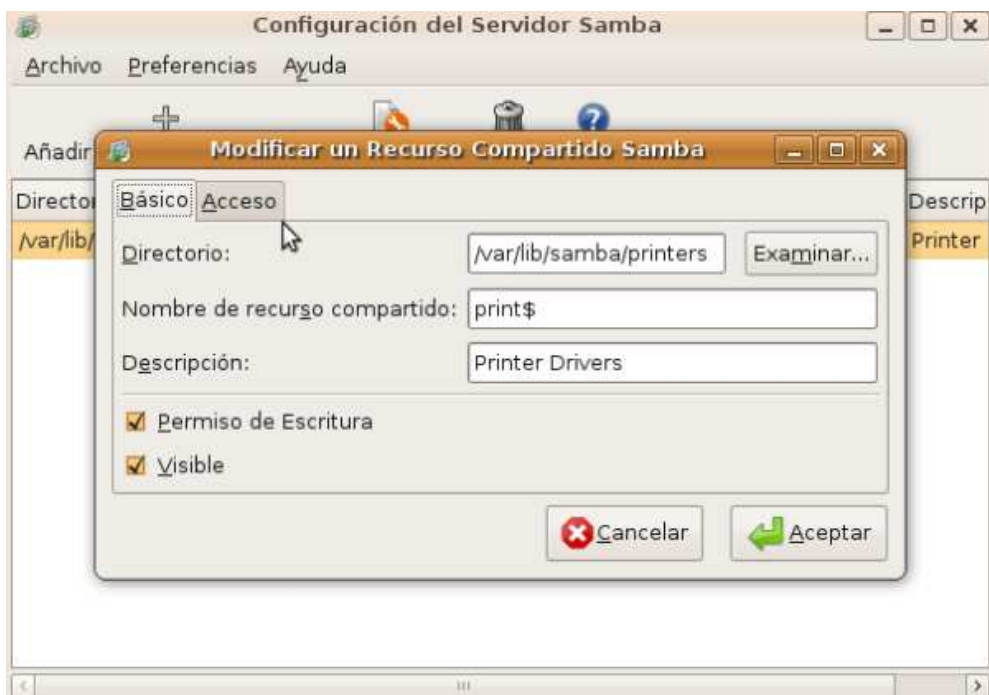 Configuración del Servidor Samba
Archivo Preferencias Ayuda
Añadir
Modificar un Recurso Compartido Samba
Directo
Descrip
/var/lib/
Printer
Básico Acceso
Directorio: /var/lib/samba/printers Examinar...
Nombre de recurso compartido: print$
Descripción: Printer Drivers
Permiso de Escritura
Visible
Cancelar Aceptar